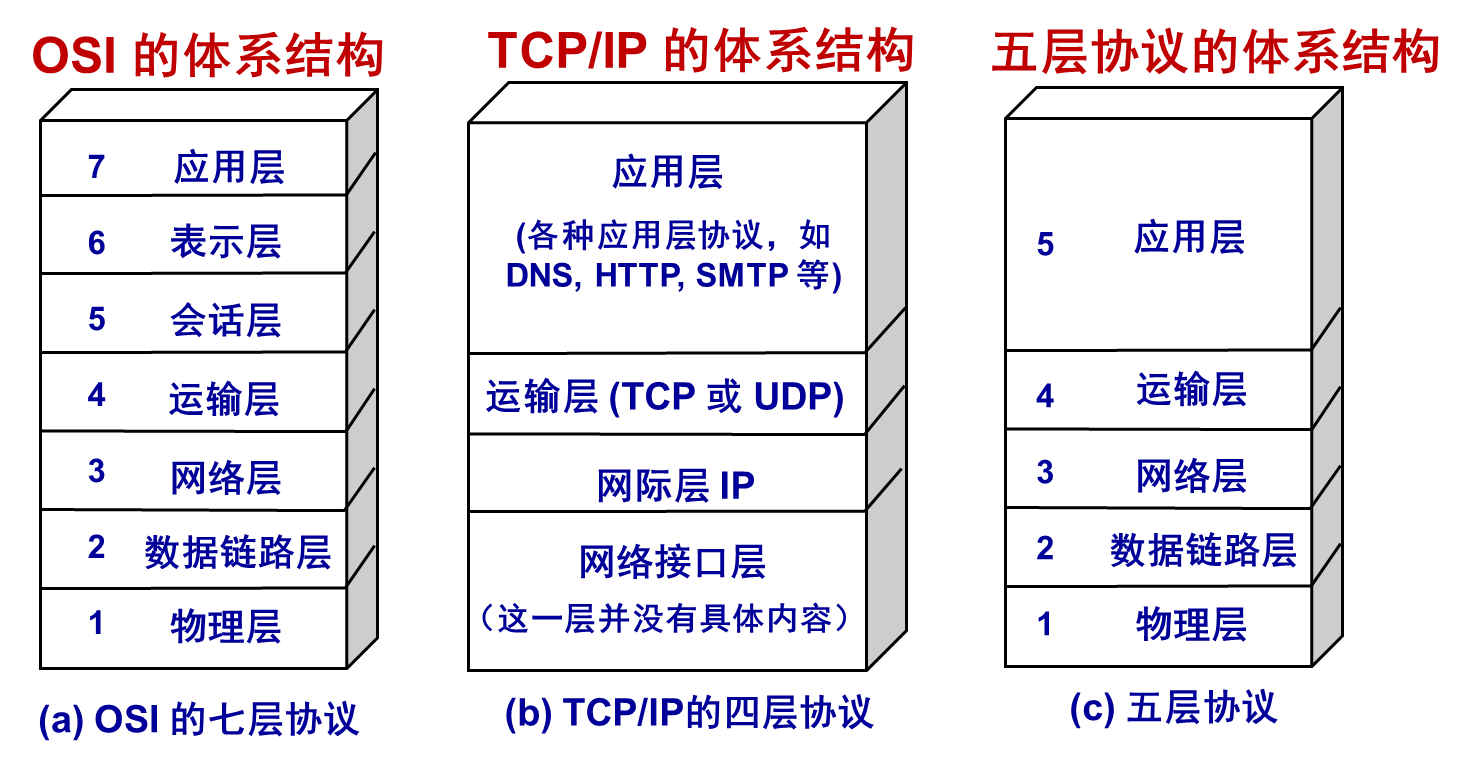 OSI 的体系结构
7 应用层
6 表示层
5 会话层
4 运输层
3 网络层
2 数据链路层
1 物理层
(a) OSI 的七层协议
TCP/IP 的体系结构
应用层
(各种应用层协议，如
DNS, HTTP, SMTP 等)
运输层 (TCP 或 UDP)
网际层 IP
网络接口层
（这一层并没有具体内容）
(b) TCP/IP的四层协议
五层协议的体系结构
5 应用层
4 运输层
3 网络层
2 数据链路层
1 物理层
(c) 五层协议